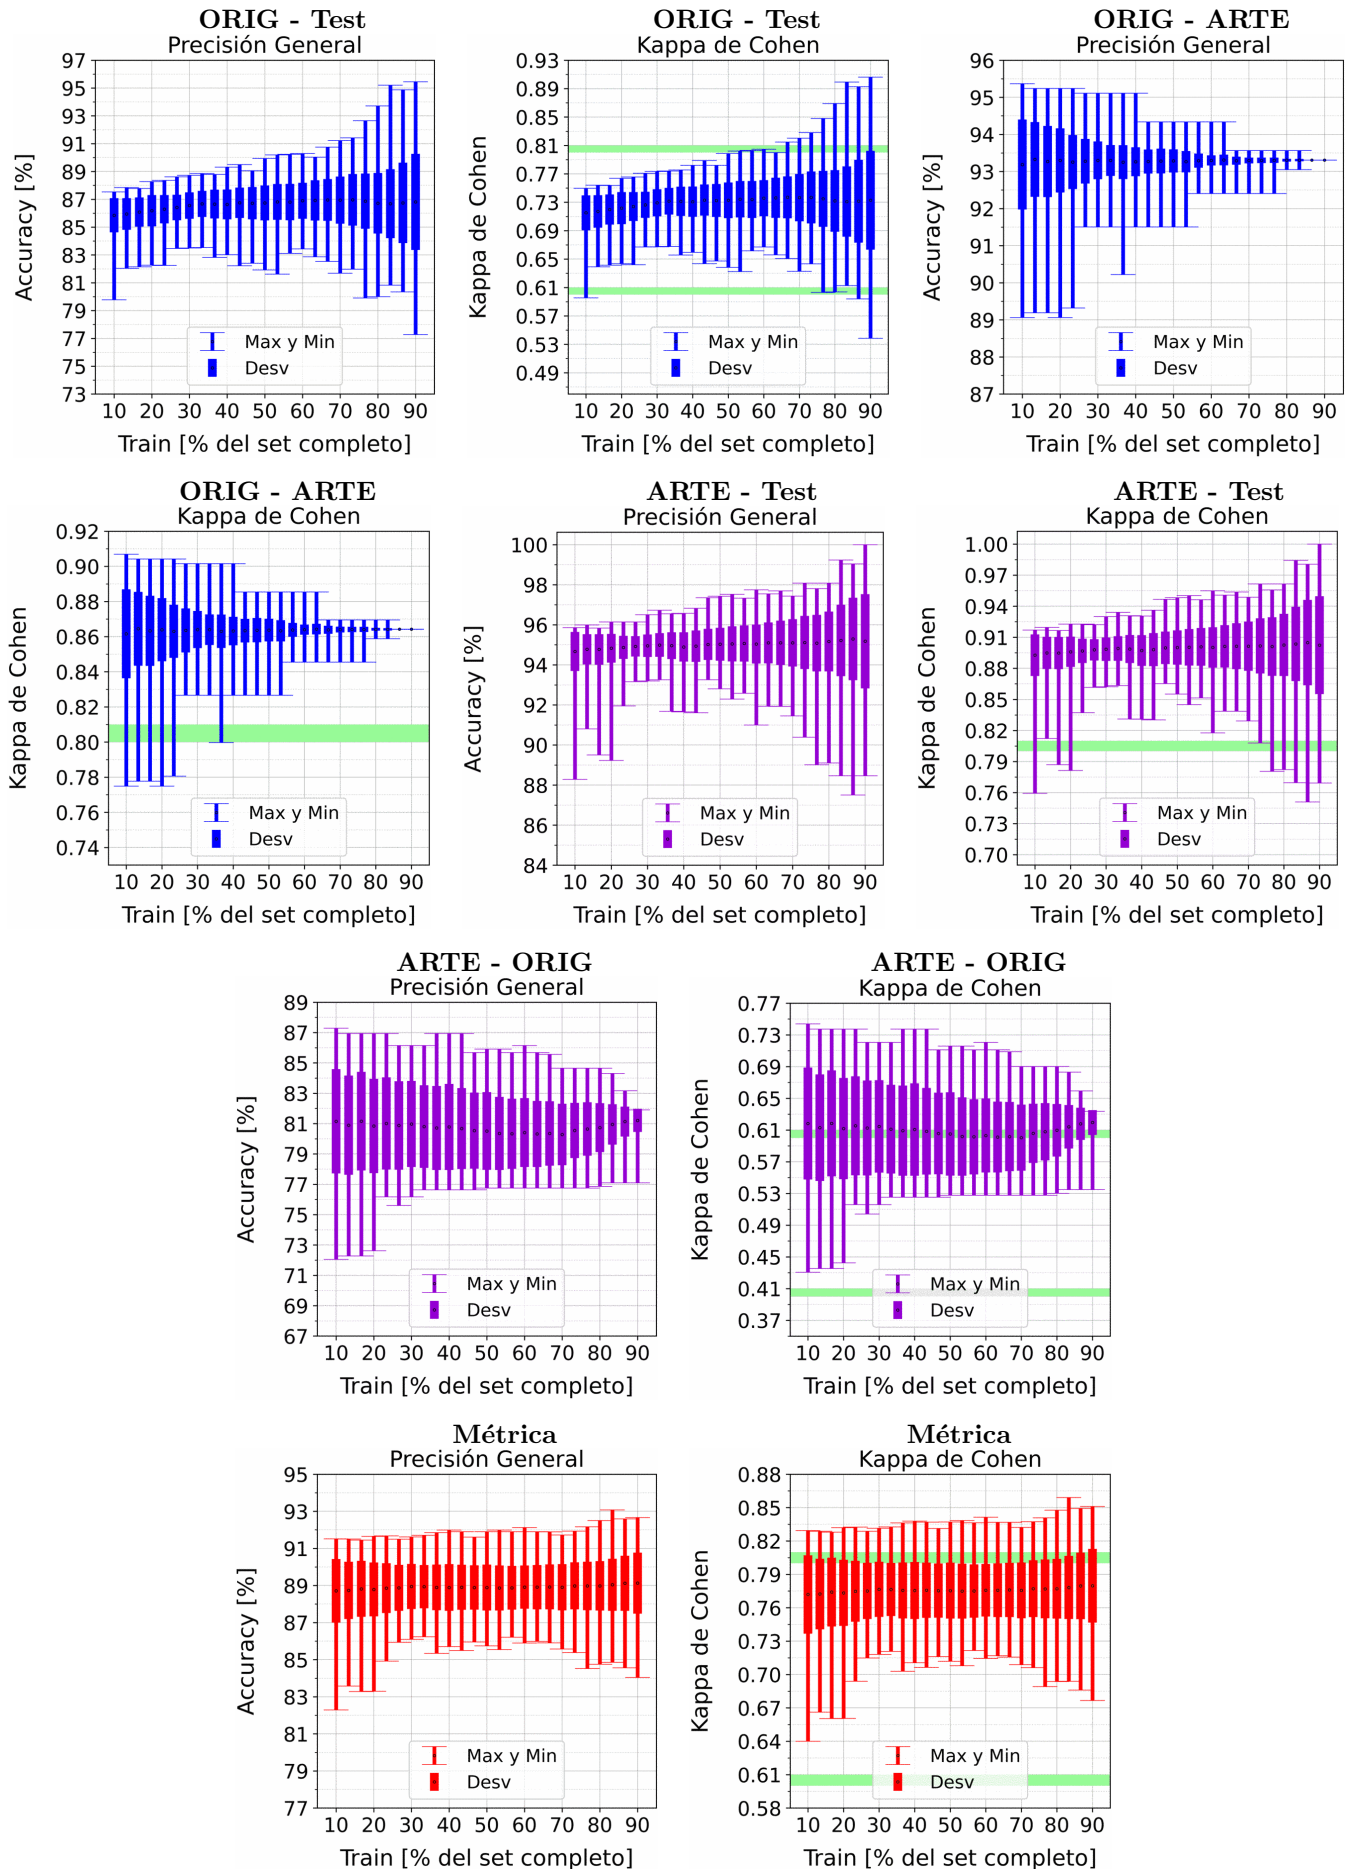 ORIG - Test
Precisión General
97
95
93
91
89
87
85
83
81
79
77
75
73
Accuracy [%]
Max y Min
Desv
10 20 30 40 50 60 70 80 90
Train [% del set completo]
Kappa de Cohen
0.93
0.89
0.85
0.81
0.77
0.73
0.69
0.65
0.61
0.57
0.53
0.49
Kappa de Cohen
Max y Min
Desv
10 20 30 40 50 60 70 80 90
Train [% del set completo]
ORIG - ARTE
Precisión General
96
95
94
93
92
91
90
89
88
87
Accuracy [%]
Max y Min
Desv
10 20 30 40 50 60 70 80 90
Train [% del set completo]
ORIG - ARTE
Kappa de Cohen
0.92
0.90
0.88
0.86
0.84
0.82
0.80
0.78
0.76
0.74
Kappa de Cohen
Max y Min
Desv
10 20 30 40 50 60 70 80 90
Train [% del set completo]
ARTE - Test
Precisión General
100
98
96
94
92
90
88
86
84
Accuracy [%]
Max y Min
Desv
10 20 30 40 50 60 70 80 90
Train [% del set completo]
ARTE - Test
Kappa de Cohen
1.00
0.97
0.94
0.91
0.88
0.85
0.82
0.79
0.76
0.73
0.70
Kappa de Cohen
Max y Min
Desv
10 20 30 40 50 60 70 80 90
Train [% del set completo]
ARTE - ORIG
Precisión General
89
87
85
83
81
79
77
75
73
71
69
67
Accuracy [%]
Max y Min
Desv
10 20 30 40 50 60 70 80 90
Train [% del set completo]
ARTE - ORIG
Kappa de Cohen
0.77
0.73
0.69
0.65
0.61
0.57
0.53
0.49
0.45
0.41
0.37
Kappa de Cohen
Max y Min
Desv
10 20 30 40 50 60 70 80 90
Train [% del set completo]
Métrica
Precisión General
95
93
91
89
87
85
83
81
79
77
Accuracy [%]
Max y Min
Desv
10 20 30 40 50 60 70 80 90
Train [% del set completo]
Métrica
Kappa de Cohen
0.88
0.85
0.82
0.79
0.76
0.73
0.70
0.67
0.64
0.61
0.58
Kappa de Cohen
Max y Min
Desv
10 20 30 40 50 60 70 80 90
Train [% del set completo]